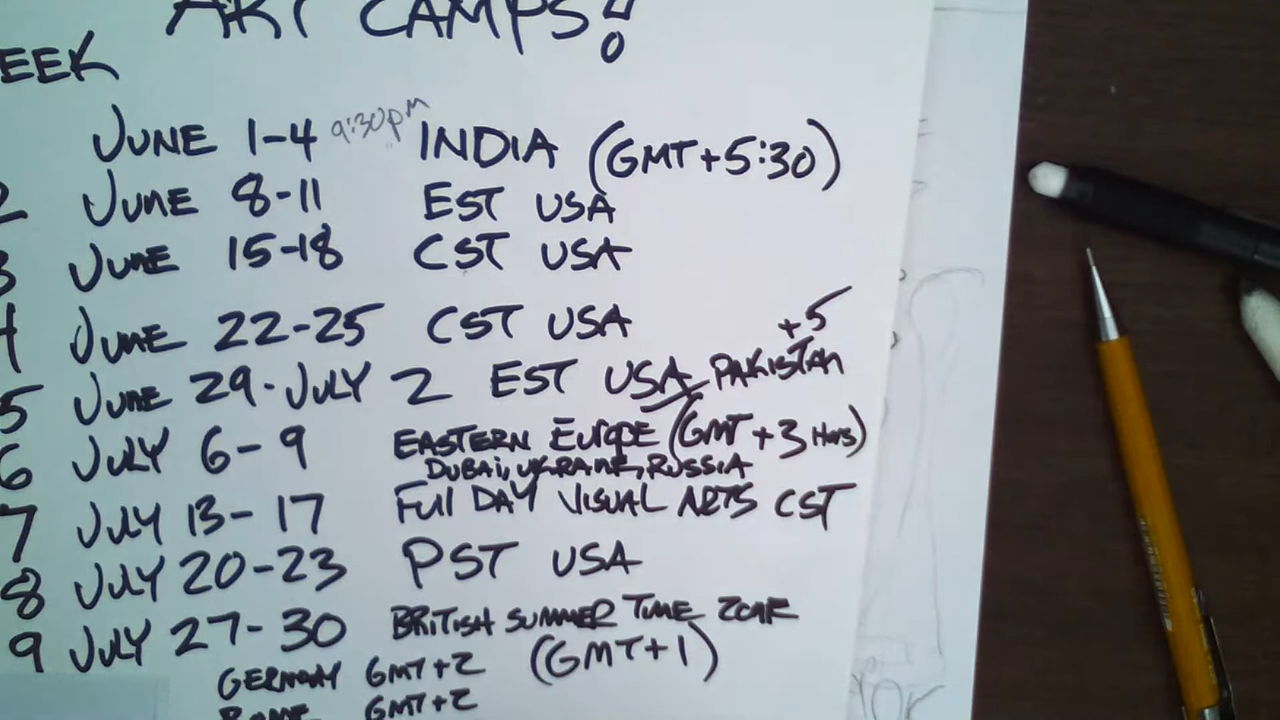 ART CAMPS!
EEK
JUNE 1-4 9:30pm INDIA (GMT+5:30)
2 JUNE 8-11 EST USA
3 JUNE 15-18 CST USA
4 JUNE 22-25 CST USA
+5
5 JUNE 29-JULY 2 EST USA PAKISTAN
6 JULY 6-9 EASTERN EUROPE (GMT +3 HRS)
DUBAI, UKRAINE, RUSSIA
7 JULY 13-17 FULL DAY VISUAL ARTS CST
8 JULY 20-23 PST USA
9 JULY 27-30 BRITISH SUMMER TIME ZONE
(GMT+1)
GERMANY GMT+2
ROME GMT+2